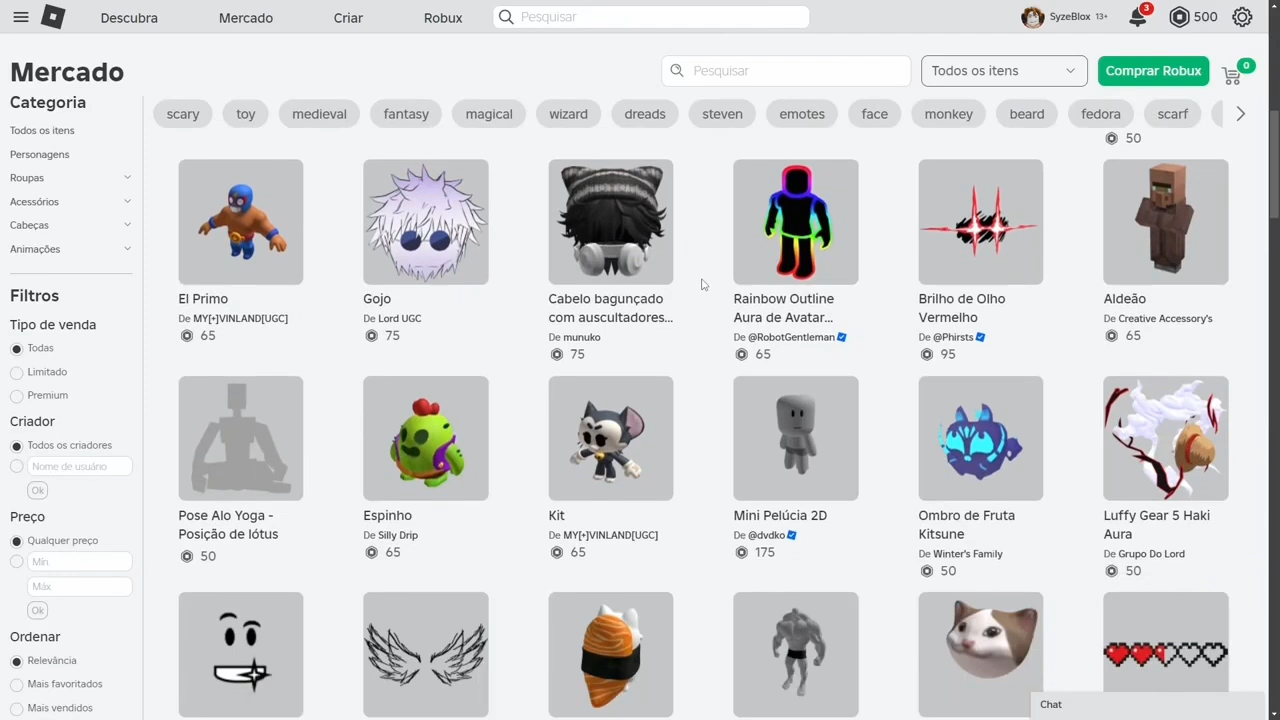 Descubra
Mercado
Criar
Robux
Pesquisar
SyzeBlox 13+
3
500
Mercado
Pesquisar
Todos os itens
Comprar Robux
0
Categoria
Todos os itens
Personagens
Roupas
Acessórios
Cabeças
Animações
Filtros
Tipo de venda
Todas
Limitado
Premium
Criador
Todos os criadores
Nome de usuário
Ok
Preço
Qualquer preço
Mín.
Máx.
Ok
Ordenar
Relevância
Mais favoritados
Mais vendidos
scary
toy
medieval
fantasy
magical
wizard
dreads
steven
emotes
face
monkey
beard
fedora
scarf
50
El Primo
De MY[+]VINLAND[UGC]
65
Gojo
De Lord UGC
75
Cabelo bagunçado
com auscultadores...
De munuko
75
Rainbow Outline
Aura de Avatar...
De @RobotGentleman
65
Brilho de Olho
Vermelho
De @Phirsts
95
Aldeão
De Creative Accessory's
65
Pose Alo Yoga -
Posição de lótus
50
Espinho
De Silly Drip
65
Kit
De MY[+]VINLAND[UGC]
65
Mini Pelúcia 2D
De @dvdko
175
Ombro de Fruta
Kitsune
De Winter's Family
50
Luffy Gear 5 Haki
Aura
De Grupo Do Lord
50
Chat